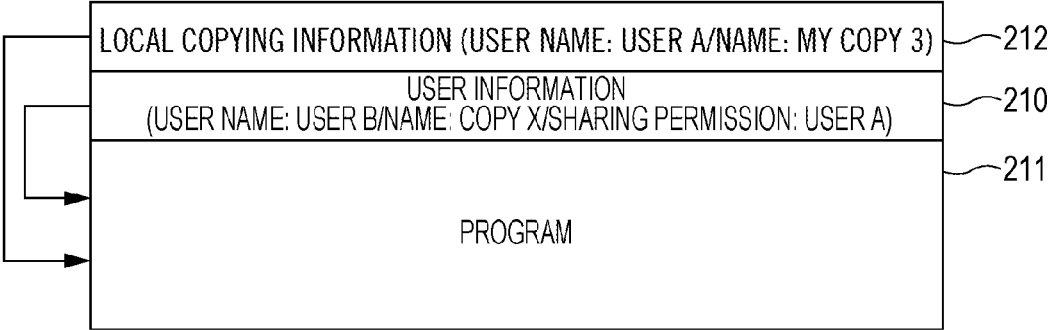 LOCAL COPYING INFORMATION (USER NAME: USER A/NAME: MY COPY 3)
212
USER INFORMATION
(USER NAME: USER B/NAME: COPY X/SHARING PERMISSION: USER A)
210
211
PROGRAM